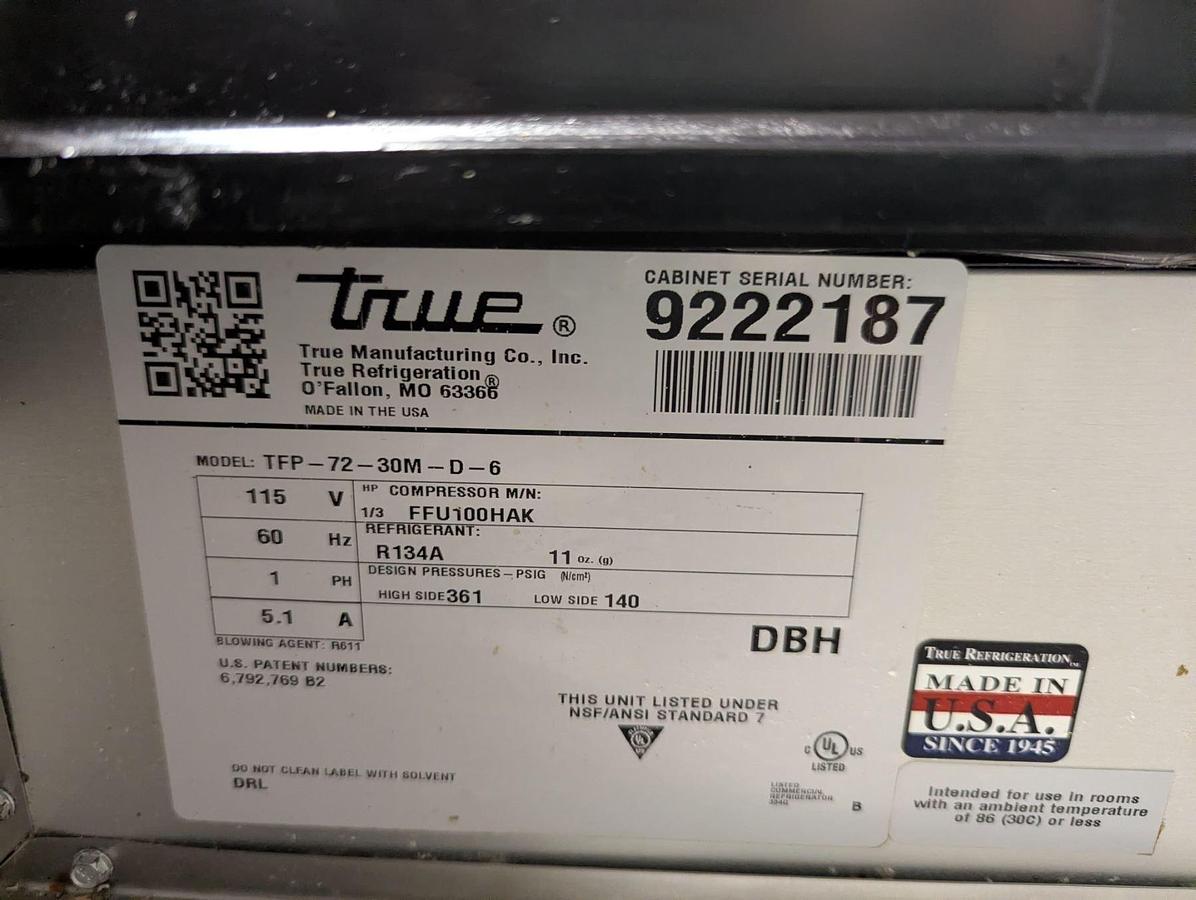 true®
True Manufacturing Co., Inc.
True Refrigeration®
O'Fallon, MO 63366
MADE IN THE USA
CABINET SERIAL NUMBER:
9222187
MODEL: TFP-72-30M-D-6
115 V
60 Hz
1 PH
5.1 A
HP COMPRESSOR M/N:
1/3 FFU100HAK
REFRIGERANT:
R134A 11 oz. (g)
DESIGN PRESSURES-PSIG (N/cm²)
HIGH SIDE 361 LOW SIDE 140
BLOWING AGENT: R611
DBH
U.S. PATENT NUMBERS:
6,792,769 B2
THIS UNIT LISTED UNDER
NSF/ANSI STANDARD 7
C UL US
LISTED
DO NOT CLEAN LABEL WITH SOLVENT
DRL
LISTED
COMMERCIAL
REFRIGERATOR
B
TRUE REFRIGERATION
MADE IN
U.S.A.
SINCE 1945
Intended for use in rooms
with an ambient temperature
of 86 (30C) or less